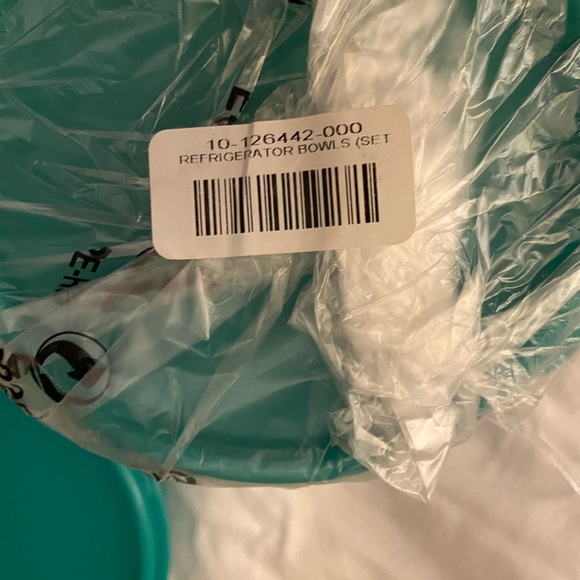 10-126442-000
REFRIGERATOR BOWLS (SET